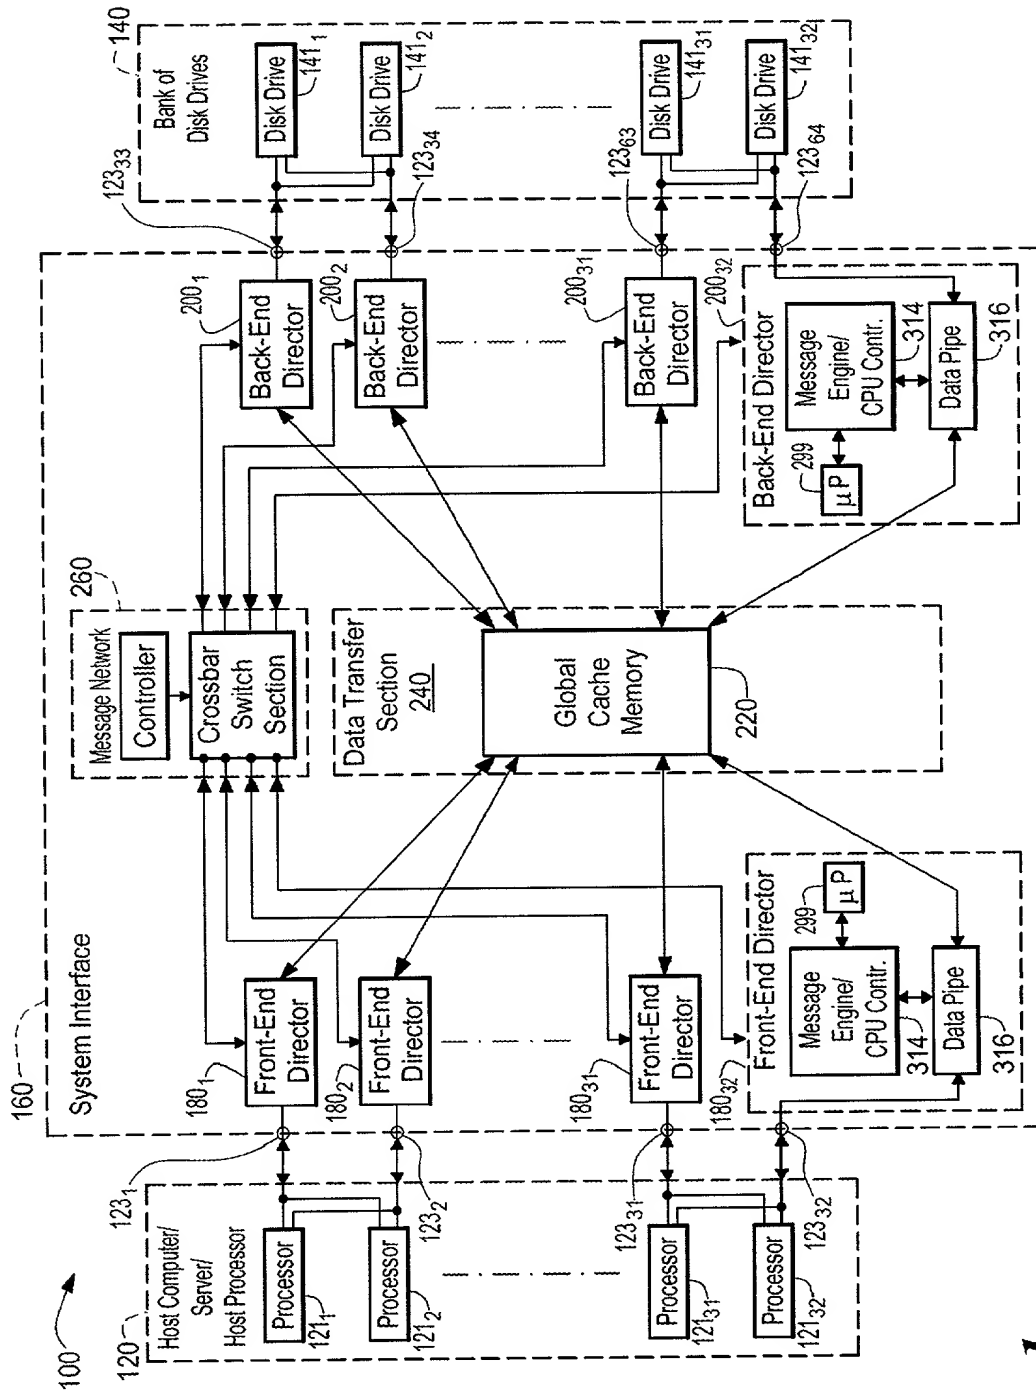 100
120
Host Computer/
Server/
Host Processor
Processor
121₁
Processor
121₂
Processor
121₃₁
Processor
121₃₂
123₁
123₂
123₃₁
123₃₂
160
System Interface
180₁
Front-End
Director
180₂
Front-End
Director
180₃₁
Front-End
Director
180₃₂
Front-End Director
299
μP
Message
Engine/
CPU Contr.
314
Data Pipe
316
260
Message Network
Controller
Crossbar
Switch
Section
Data Transfer
Section
240
Global
Cache
Memory
220
200₁
Back-End
Director
200₂
Back-End
Director
200₃₁
Back-End
Director
200₃₂
Back-End Director
299
μP
Message
Engine/
CPU Contr.
314
Data Pipe
316
123₃₃
123₃₄
123₆₃
123₆₄
140
Bank of
Disk Drives
Disk Drive
141₁
Disk Drive
141₂
Disk Drive
141₃₁
Disk Drive
141₃₂